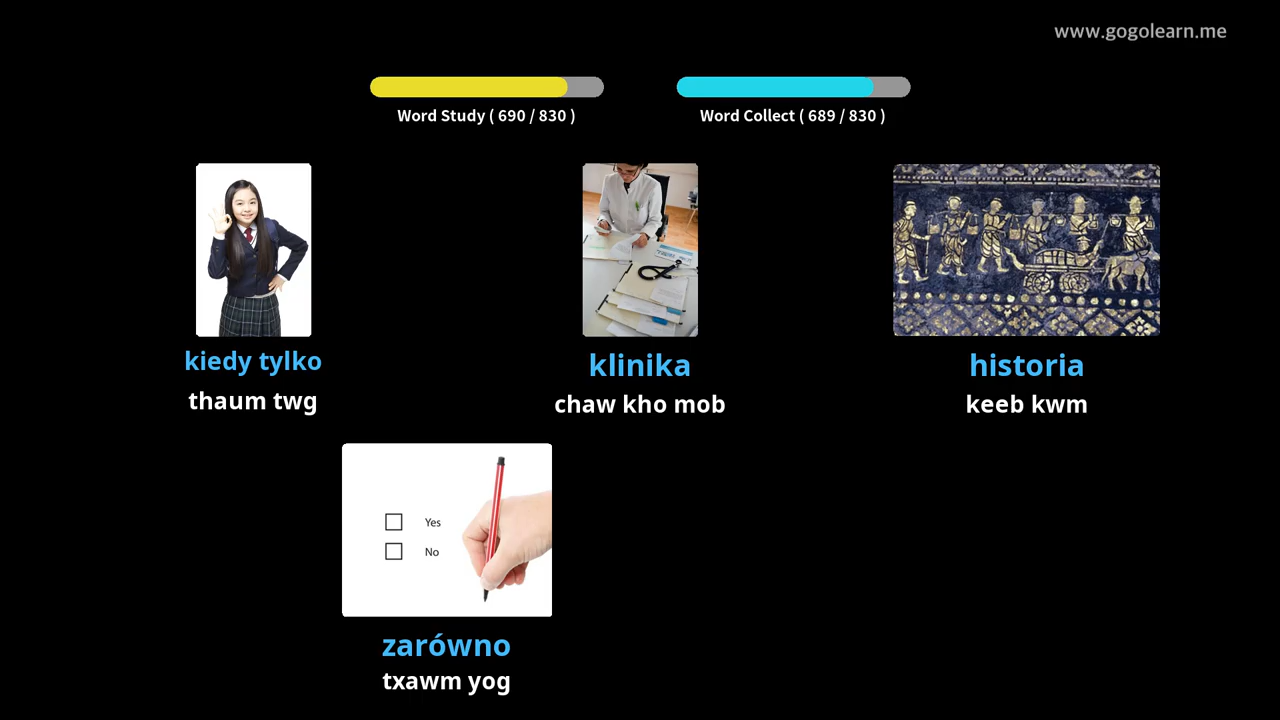 www.gogolearn.me
Word Study ( 690 / 830 )
Word Collect ( 689 / 830 )
kiedy tylko
thaum twg
klinika
chaw kho mob
historia
keeb kwm
Yes
No
zarówno
txawm yog